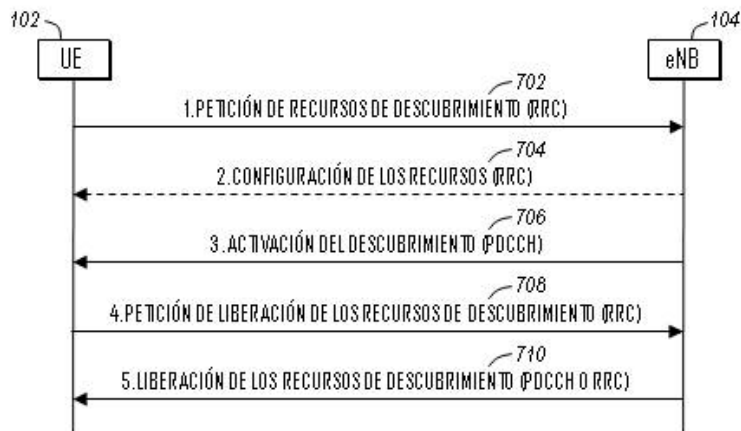 102
104
UE
eNB
702
1.PETICIÓN DE RECURSOS DE DESCUBRIMIENTO (RRC)
704
2.CONFIGURACIÓN DE LOS RECURSOS (RRC)
706
3.ACTIVACIÓN DEL DESCUBRIMIENTO (PDCCH)
708
4.PETICIÓN DE LIBERACIÓN DE LOS RECURSOS DE DESCUBRIMIENTO (RRC)
710
5.LIBERACIÓN DE LOS RECURSOS DE DESCUBRIMIENTO (PDCCH O RRC)